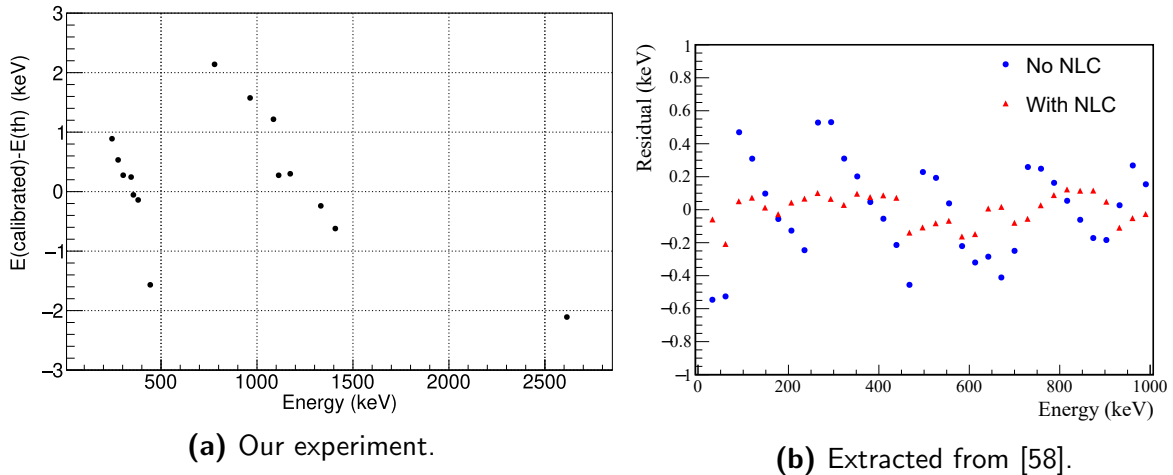 3
2
1
0
−1
−2
−3
500 1000 1500 2000 2500
Energy (keV)
E(calibrated)-E(th) (keV)
(a) Our experiment.
1
0.8
0.6
0.4
0.2
0
−0.2
−0.4
−0.6
−0.8
−1
0 200 400 600 800 1000
Energy (keV)
Residual (keV)
No NLC
With NLC
(b) Extracted from [58].